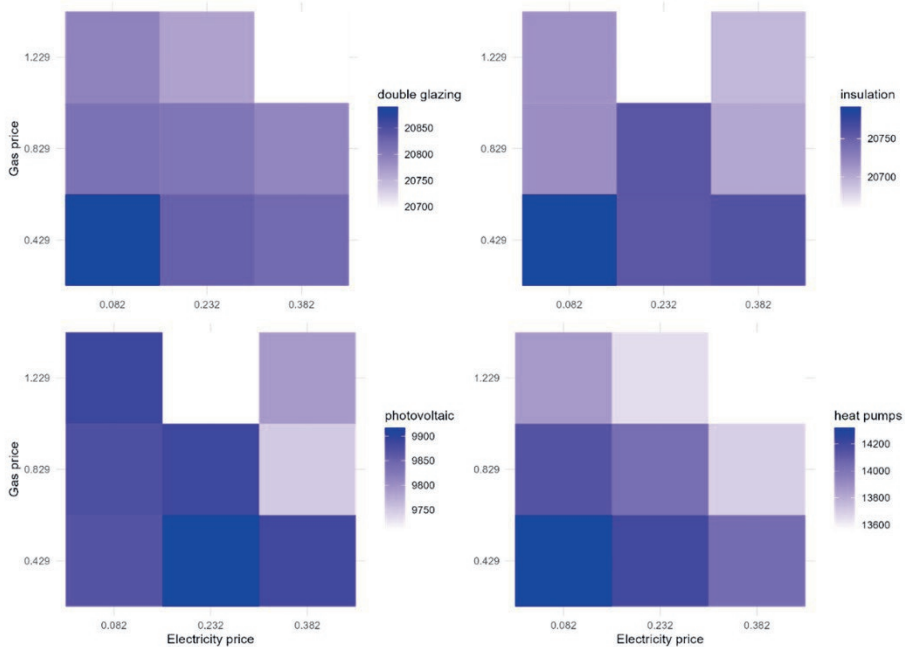 1.229
0.829
0.429
Gas price
0.082 0.232 0.382
double glazing
20850
20800
20750
20700
1.229
0.829
0.429
0.082 0.232 0.382
insulation
20750
20700
1.229
0.829
0.429
Gas price
0.082 0.232 0.382
Electricity price
photovoltaic
9900
9850
9800
9750
1.229
0.829
0.429
0.082 0.232 0.382
Electricity price
heat pumps
14200
14000
13800
13600